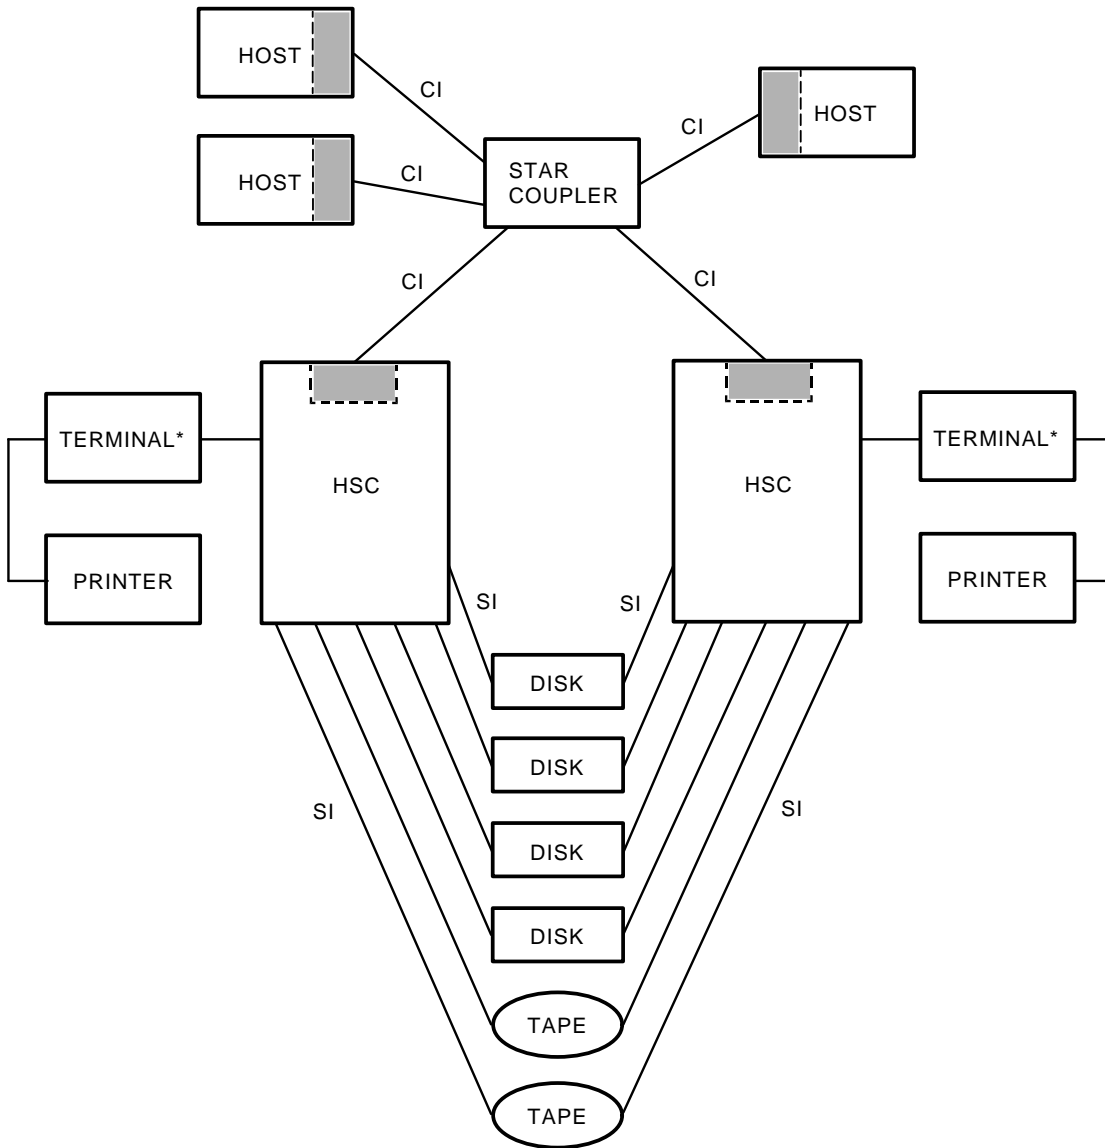 HOST
CI
HOST
CI
CI
HOST
STAR
COUPLER
CI
CI
TERMINAL*
HSC
HSC
TERMINAL*
PRINTER
PRINTER
SI
SI
DISK
DISK
SI
SI
DISK
DISK
TAPE
TAPE